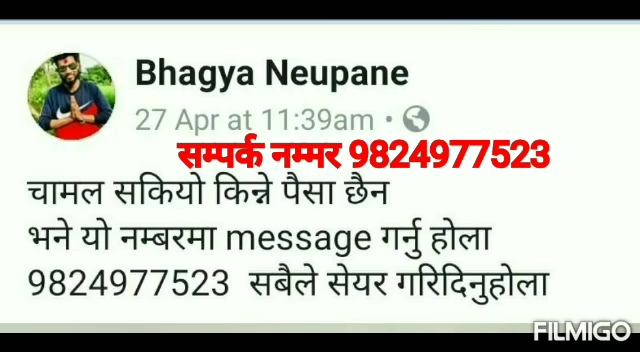 Bhagya Neupane
27 Apr at 11:39am •
सम्पर्क नम्मर 9824977523
चामल सकियो किन्ने पैसा छैन
भने यो नम्बरमा message गर्नु होला
9824977523 सबैले सेयर गरिदिनुहोला
FILMIGO